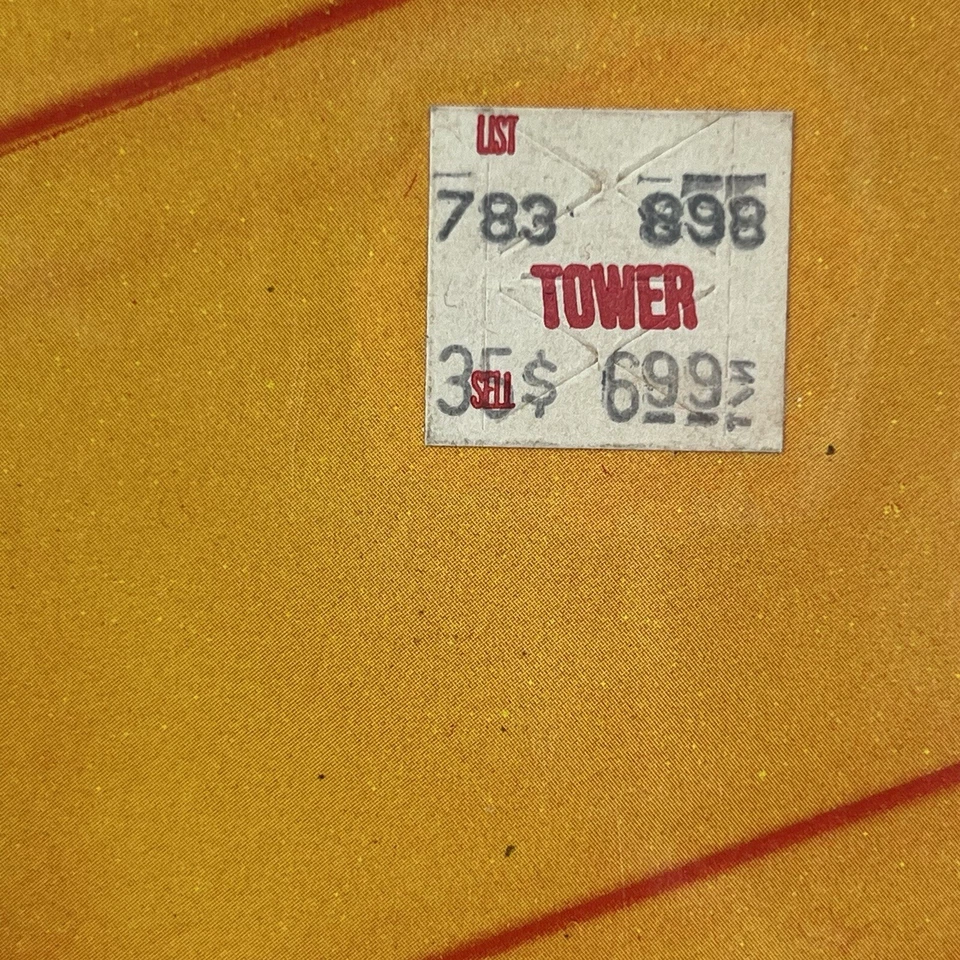 LIST
783 898
TOWER
35 SELL $ 699